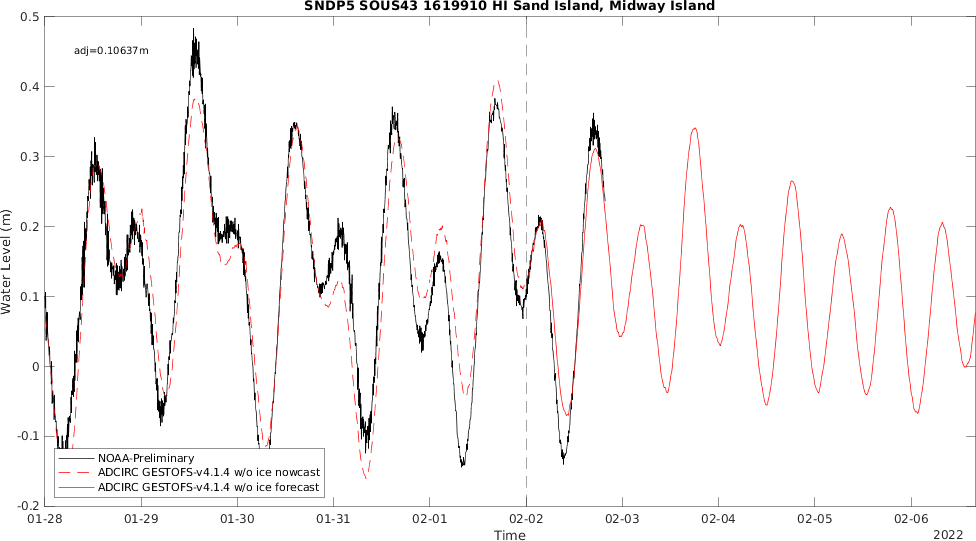 SNDP5 SOUS43 1619910 HI Sand Island, Midway Island
0.5
adj=0.10637m
0.4
0.3
0.2
0.1
0
-0.1
-0.2
Water Level (m)
NOAA-Preliminary
ADCIRC GESTOFS-v4.1.4 w/o ice nowcast
ADCIRC GESTOFS-v4.1.4 w/o ice forecast
01-28 01-29 01-30 01-31 02-01 02-02 02-03 02-04 02-05 02-06
Time
2022